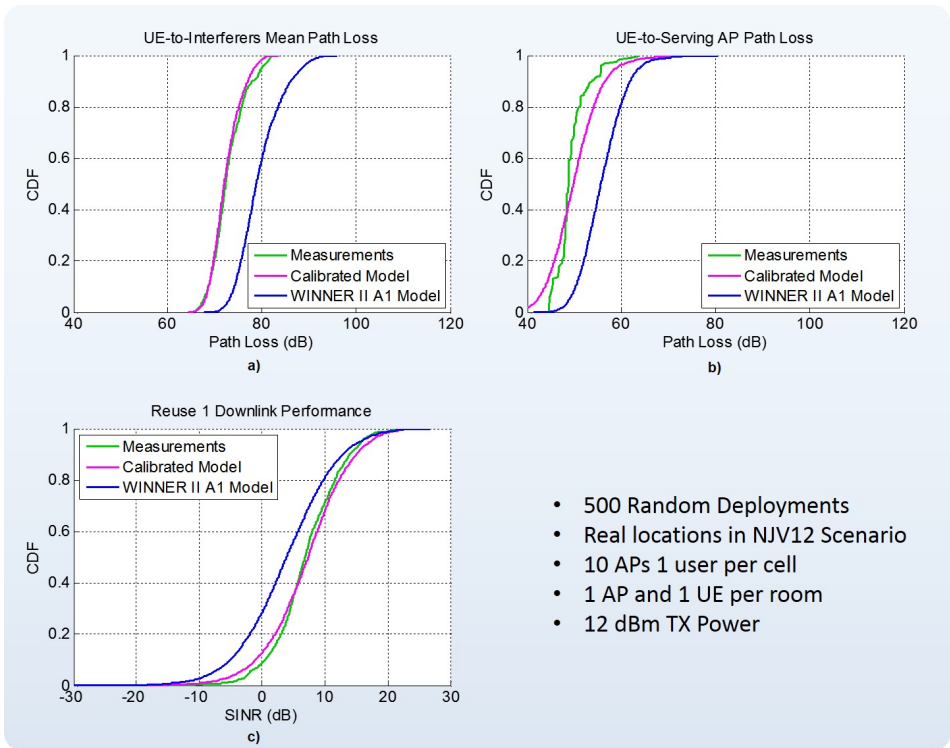 UE-to-Interferers Mean Path Loss
1
0.8
0.6
0.4
0.2
0
CDF
40
60
80
100
120
Path Loss (dB)
Measurements
Calibrated Model
WINNER II A1 Model
a)
UE-to-Serving AP Path Loss
1
0.8
0.6
0.4
0.2
0
CDF
40
60
80
100
120
Path Loss (dB)
Measurements
Calibrated Model
WINNER II A1 Model
b)
Reuse 1 Downlink Performance
1
0.8
0.6
0.4
0.2
0
CDF
Measurements
Calibrated Model
WINNER II A1 Model
-30
-20
-10
0
10
20
30
SINR (dB)
c)
• 500 Random Deployments
• Real locations in NJV12 Scenario
• 10 APs 1 user per cell
• 1 AP and 1 UE per room
• 12 dBm TX Power